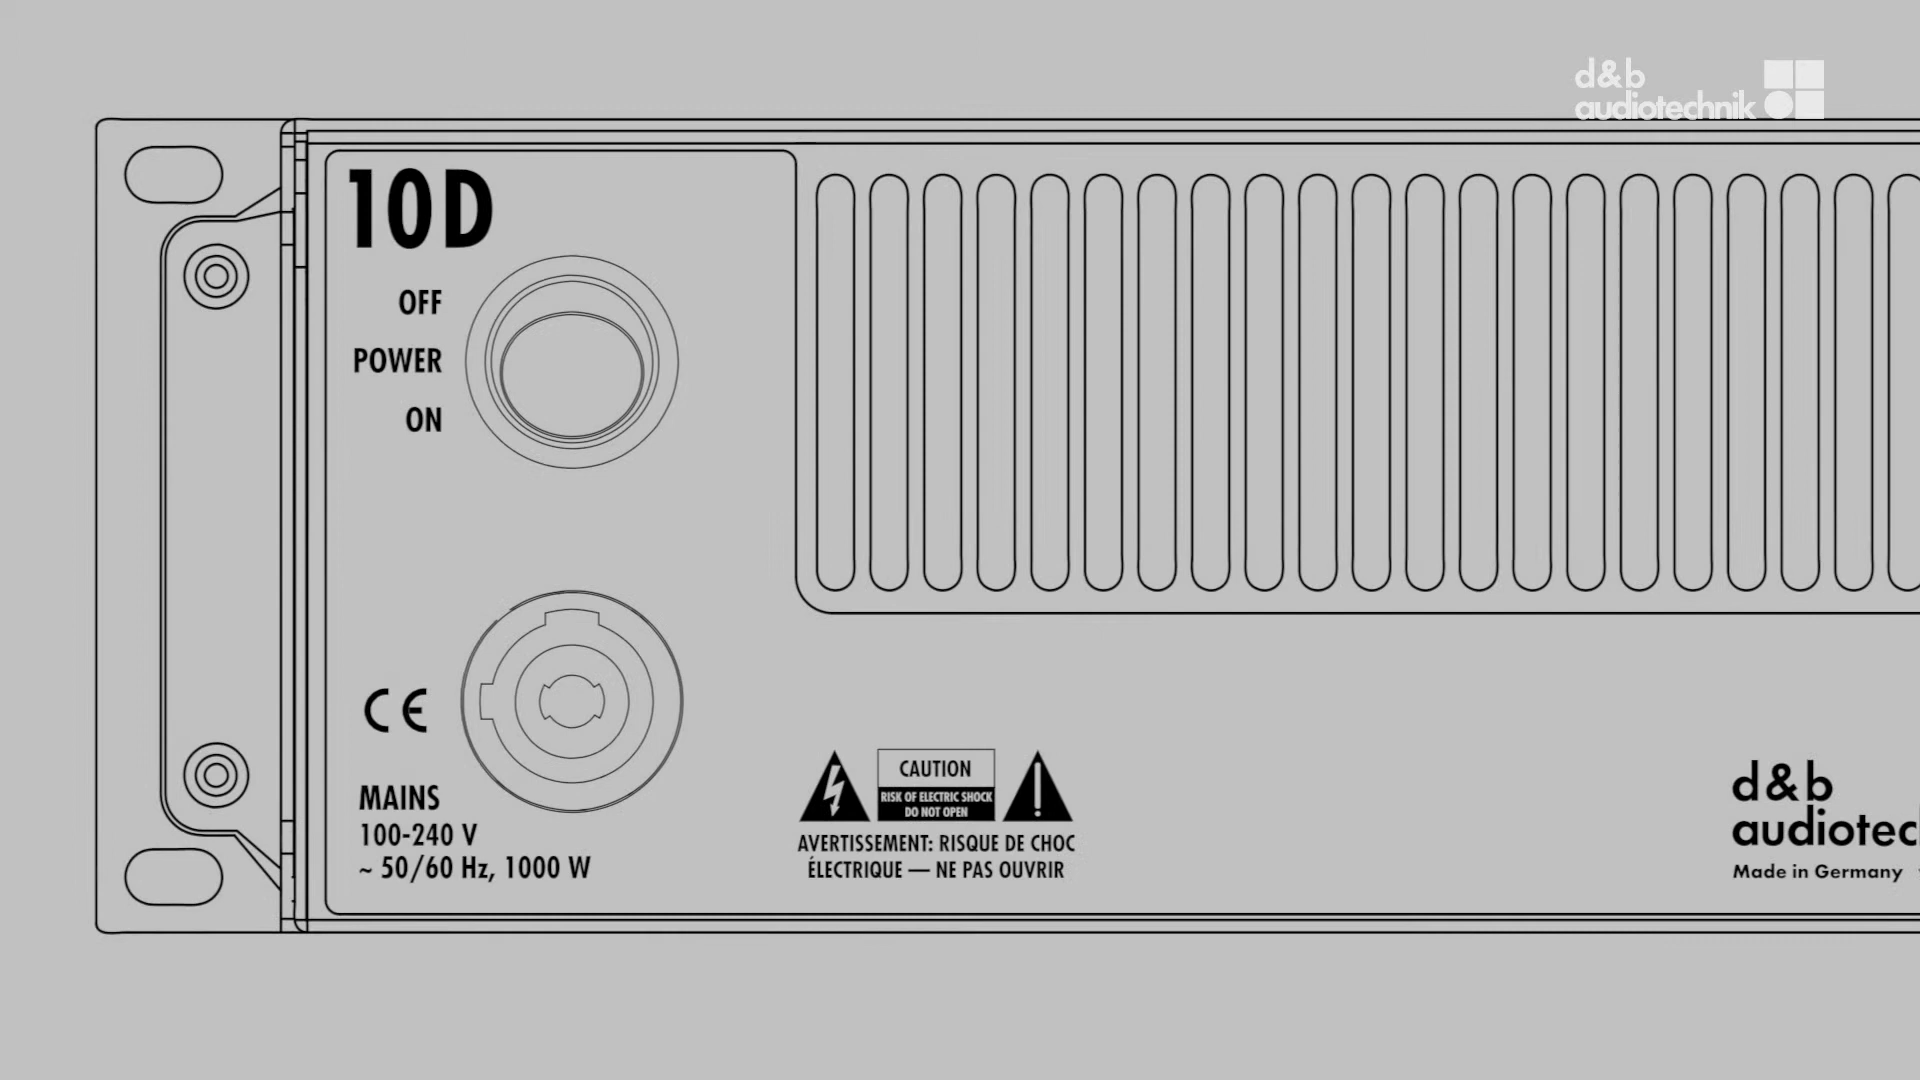 d&b
audiotechnik
10D
OFF
POWER
ON
CE
MAINS
100-240 V
~ 50/60 Hz, 1000 W
CAUTION
RISK OF ELECTRIC SHOCK
DO NOT OPEN
AVERTISSEMENT: RISQUE DE CHOC
ÉLECTRIQUE — NE PAS OUVRIR
d&b
audiotec
Made in Germany